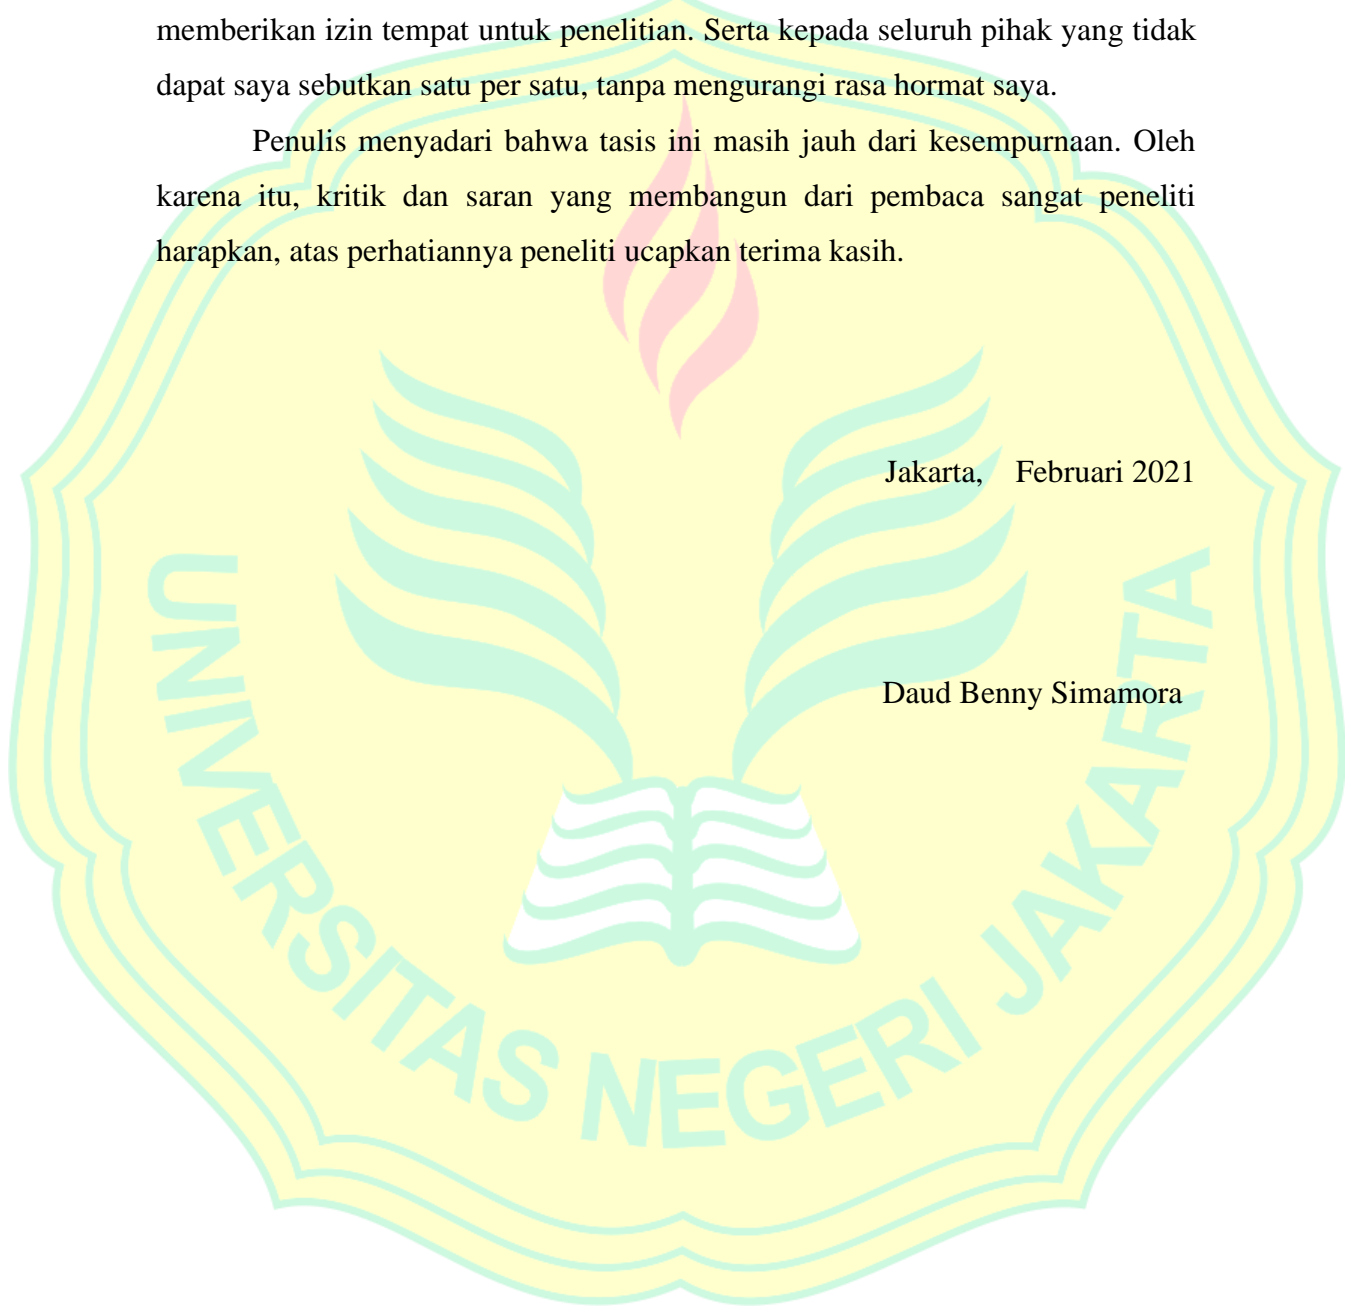 memberikan izin tempat untuk penelitian. Serta kepada seluruh pihak yang tidak
dapat saya sebutkan satu per satu, tanpa mengurangi rasa hormat saya.
Penulis menyadari bahwa tasis ini masih jauh dari kesempurnaan. Oleh
karena itu, kritik dan saran yang membangun dari pembaca sangat peneliti
harapkan, atas perhatiannya peneliti ucapkan terima kasih.
Jakarta, Februari 2021
Daud Benny Simamora
UNIVERSITAS NEGERI JAKARTA